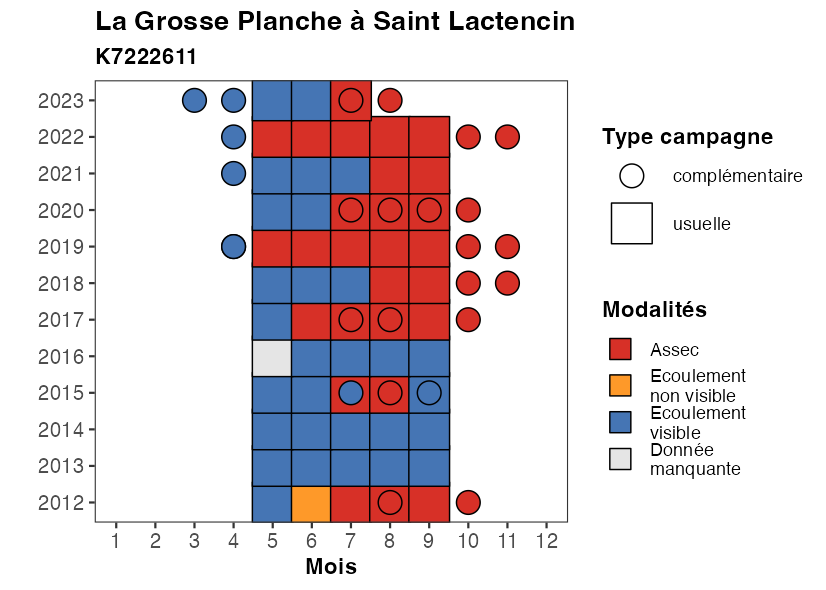 La Grosse Planche à Saint Lactencin
K7222611
2023
2022
2021
2020
2019
2018
2017
2016
2015
2014
2013
2012
1 2 3 4 5 6 7 8 9 10 11 12
Mois
Type campagne
complémentaire
usuelle
Modalités
Assec
Ecoulement
non visible
Ecoulement
visible
Donnée
manquante